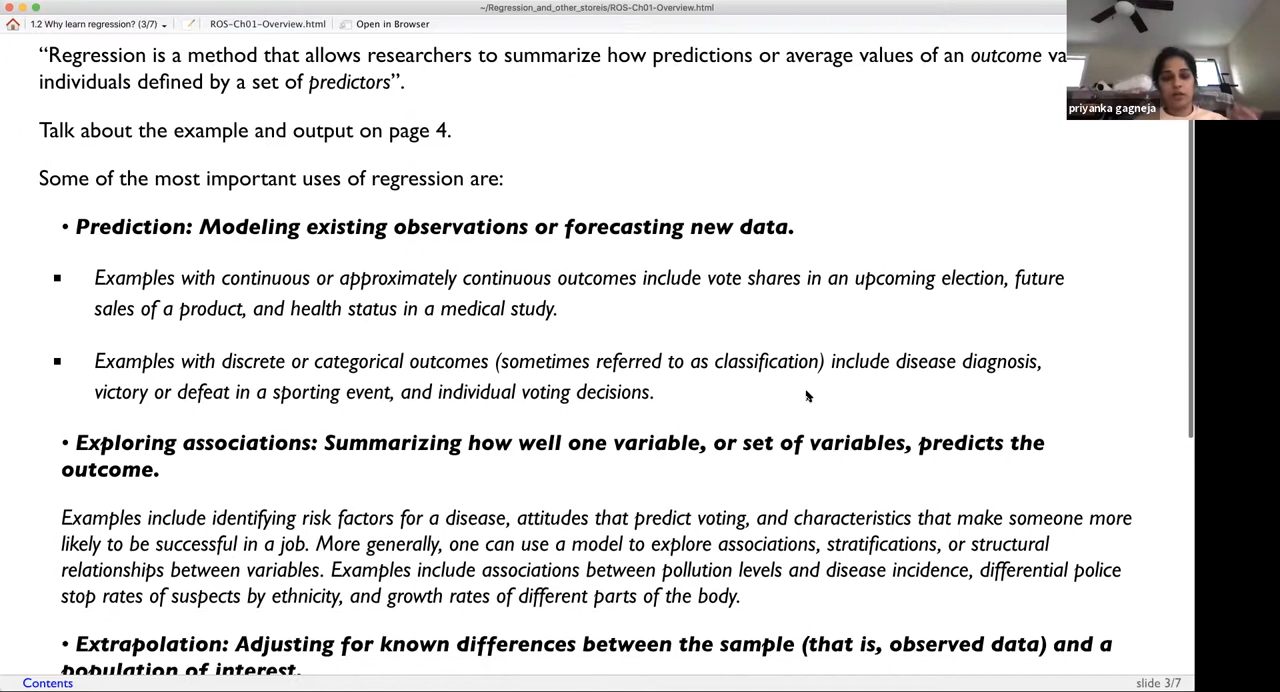 ~/Regression_and_other_storeis/ROS-Ch01-Overview.html
1.2 Why learn regression? (3/7)
ROS-Ch01-Overview.html
Open in Browser
“Regression is a method that allows researchers to summarize how predictions or average values of an outcome va
individuals defined by a set of predictors”.
priyanka gagneja
Talk about the example and output on page 4.
Some of the most important uses of regression are:
• Prediction: Modeling existing observations or forecasting new data.
▪ Examples with continuous or approximately continuous outcomes include vote shares in an upcoming election, future
sales of a product, and health status in a medical study.
▪ Examples with discrete or categorical outcomes (sometimes referred to as classification) include disease diagnosis,
victory or defeat in a sporting event, and individual voting decisions.
• Exploring associations: Summarizing how well one variable, or set of variables, predicts the
outcome.
Examples include identifying risk factors for a disease, attitudes that predict voting, and characteristics that make someone more
likely to be successful in a job. More generally, one can use a model to explore associations, stratifications, or structural
relationships between variables. Examples include associations between pollution levels and disease incidence, differential police
stop rates of suspects by ethnicity, and growth rates of different parts of the body.
• Extrapolation: Adjusting for known differences between the sample (that is, observed data) and a
population of interest.
Contents
slide 3/7